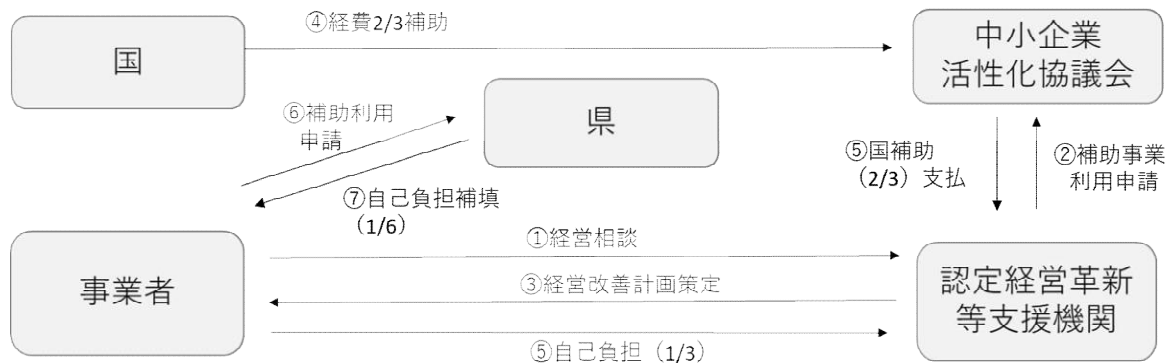 ④経費2/3補助
国
中小企業
活性化協議会
⑥補助利用
申請
県
⑤国補助
（2/3）支払
②補助事業
利用申請
⑦自己負担補填
（1/6）
①経営相談
事業者
③経営改善計画策定
認定経営革新
等支援機関
⑤自己負担（1/3）